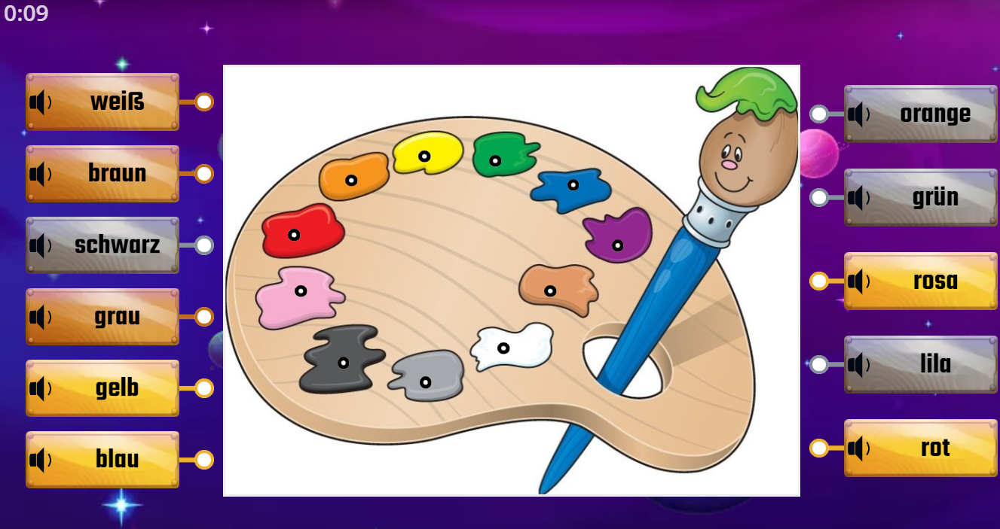 0:09
weiß
braun
schwarz
grau
gelb
blau
orange
grün
rosa
lila
rot